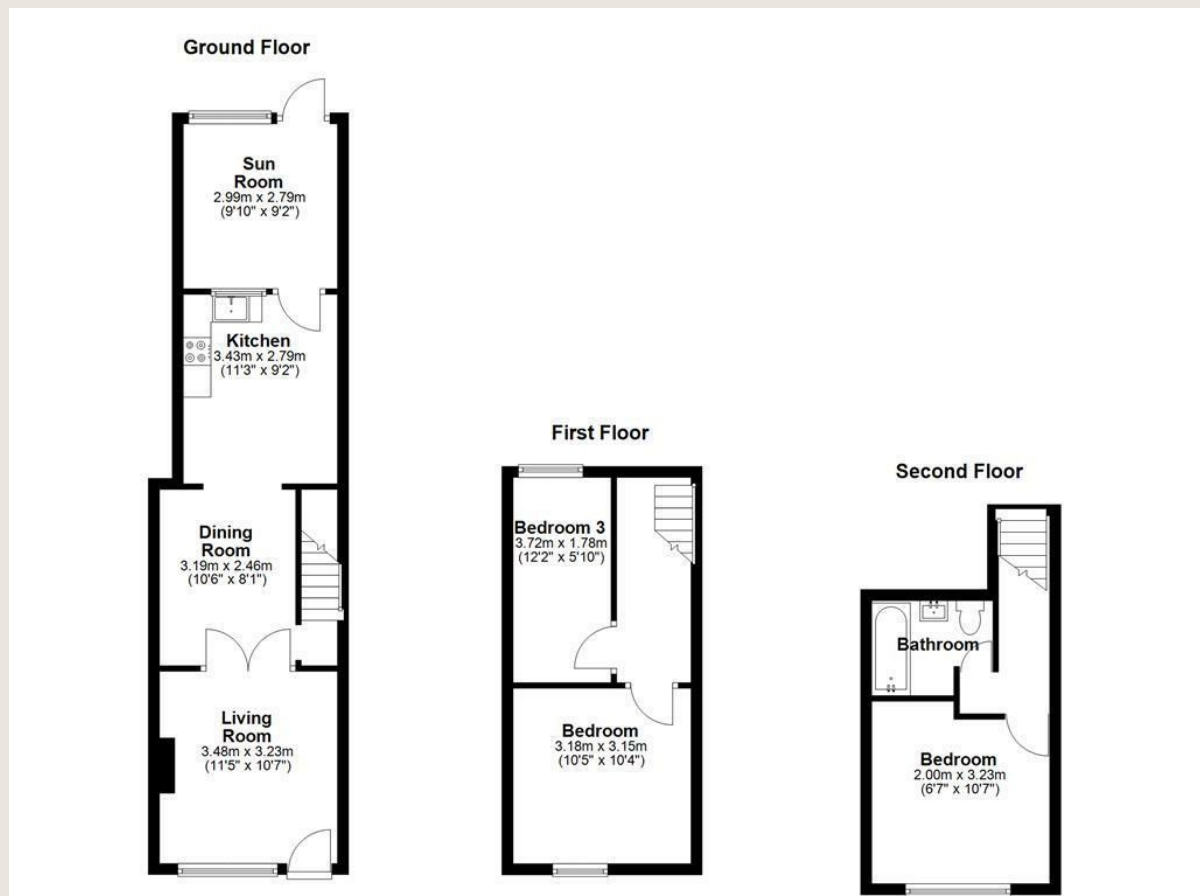 Ground Floor
Sun
Room
2.99m x 2.79m
(9'10" x 9'2")
Kitchen
3.43m x 2.79m
(11'3" x 9'2")
Dining
Room
3.19m x 2.46m
(10'6" x 8'1")
Living
Room
3.48m x 3.23m
(11'5" x 10'7")
First Floor
Bedroom 3
3.72m x 1.78m
(12'2" x 5'10")
Bedroom
3.18m x 3.15m
(10'5" x 10'4")
Second Floor
Bathroom
Bedroom
2.00m x 3.23m
(6'7" x 10'7")